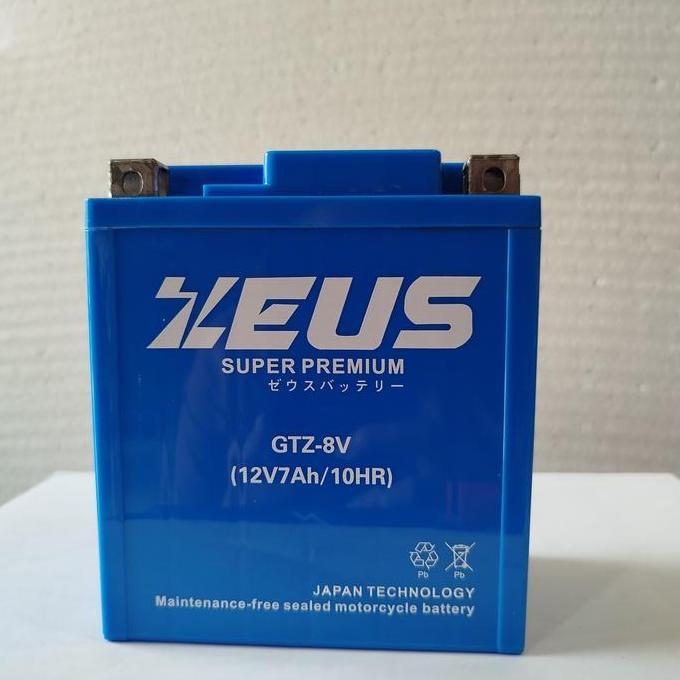 ZEUS
SUPER PREMIUM
ゼウスバッテリー
GTZ-8V
(12V7Ah/10HR)
Pb Pb
JAPAN TECHNOLOGY
Maintenance-free sealed motorcycle battery